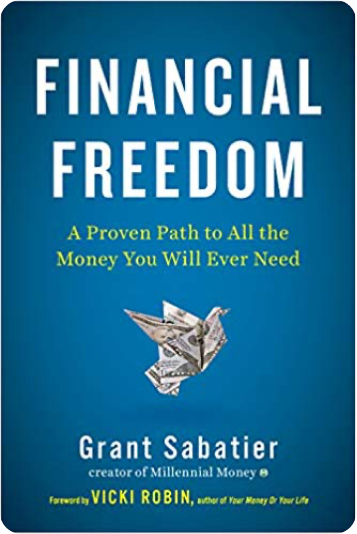 FINANCIAL
FREEDOM
A Proven Path to All the
Money You Will Ever Need
Grant Sabatier
creator of Millennial Money
Foreword by VICKI ROBIN, author of Your Money Or Your Life